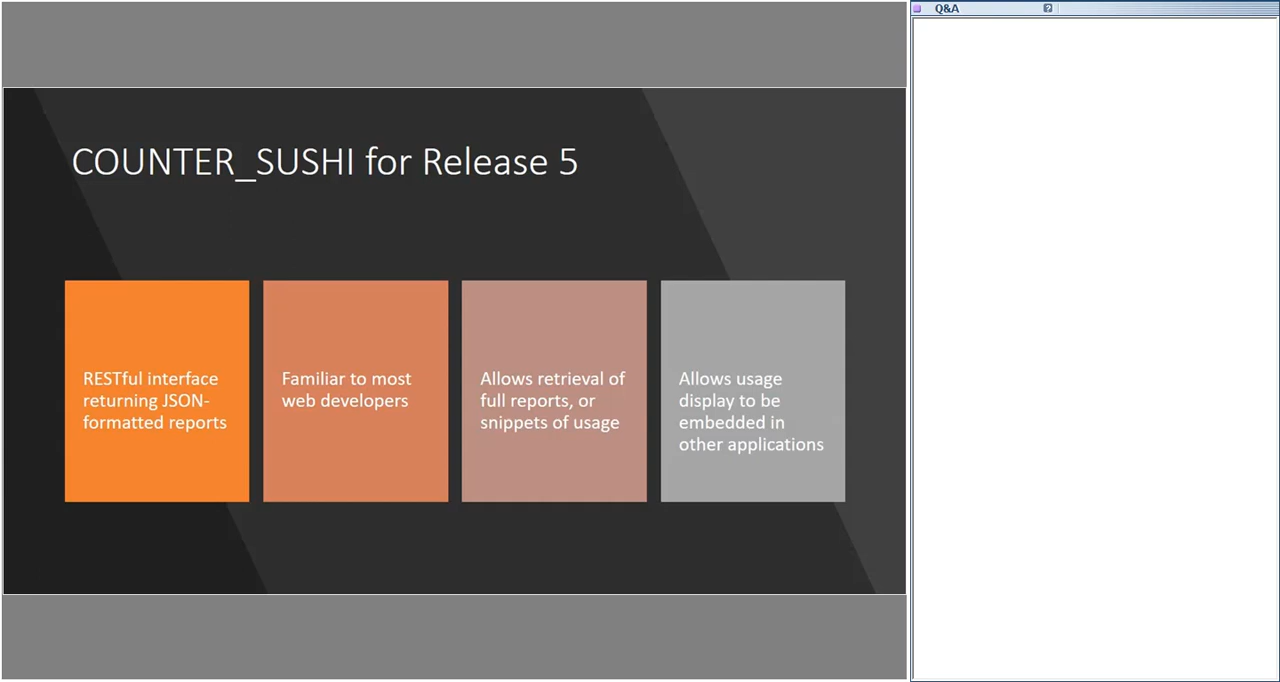 Q&A
COUNTER_SUSHI for Release 5
RESTful interface
returning JSON-
formatted reports
Familiar to most
web developers
Allows retrieval of
full reports, or
snippets of usage
Allows usage
display to be
embedded in
other applications